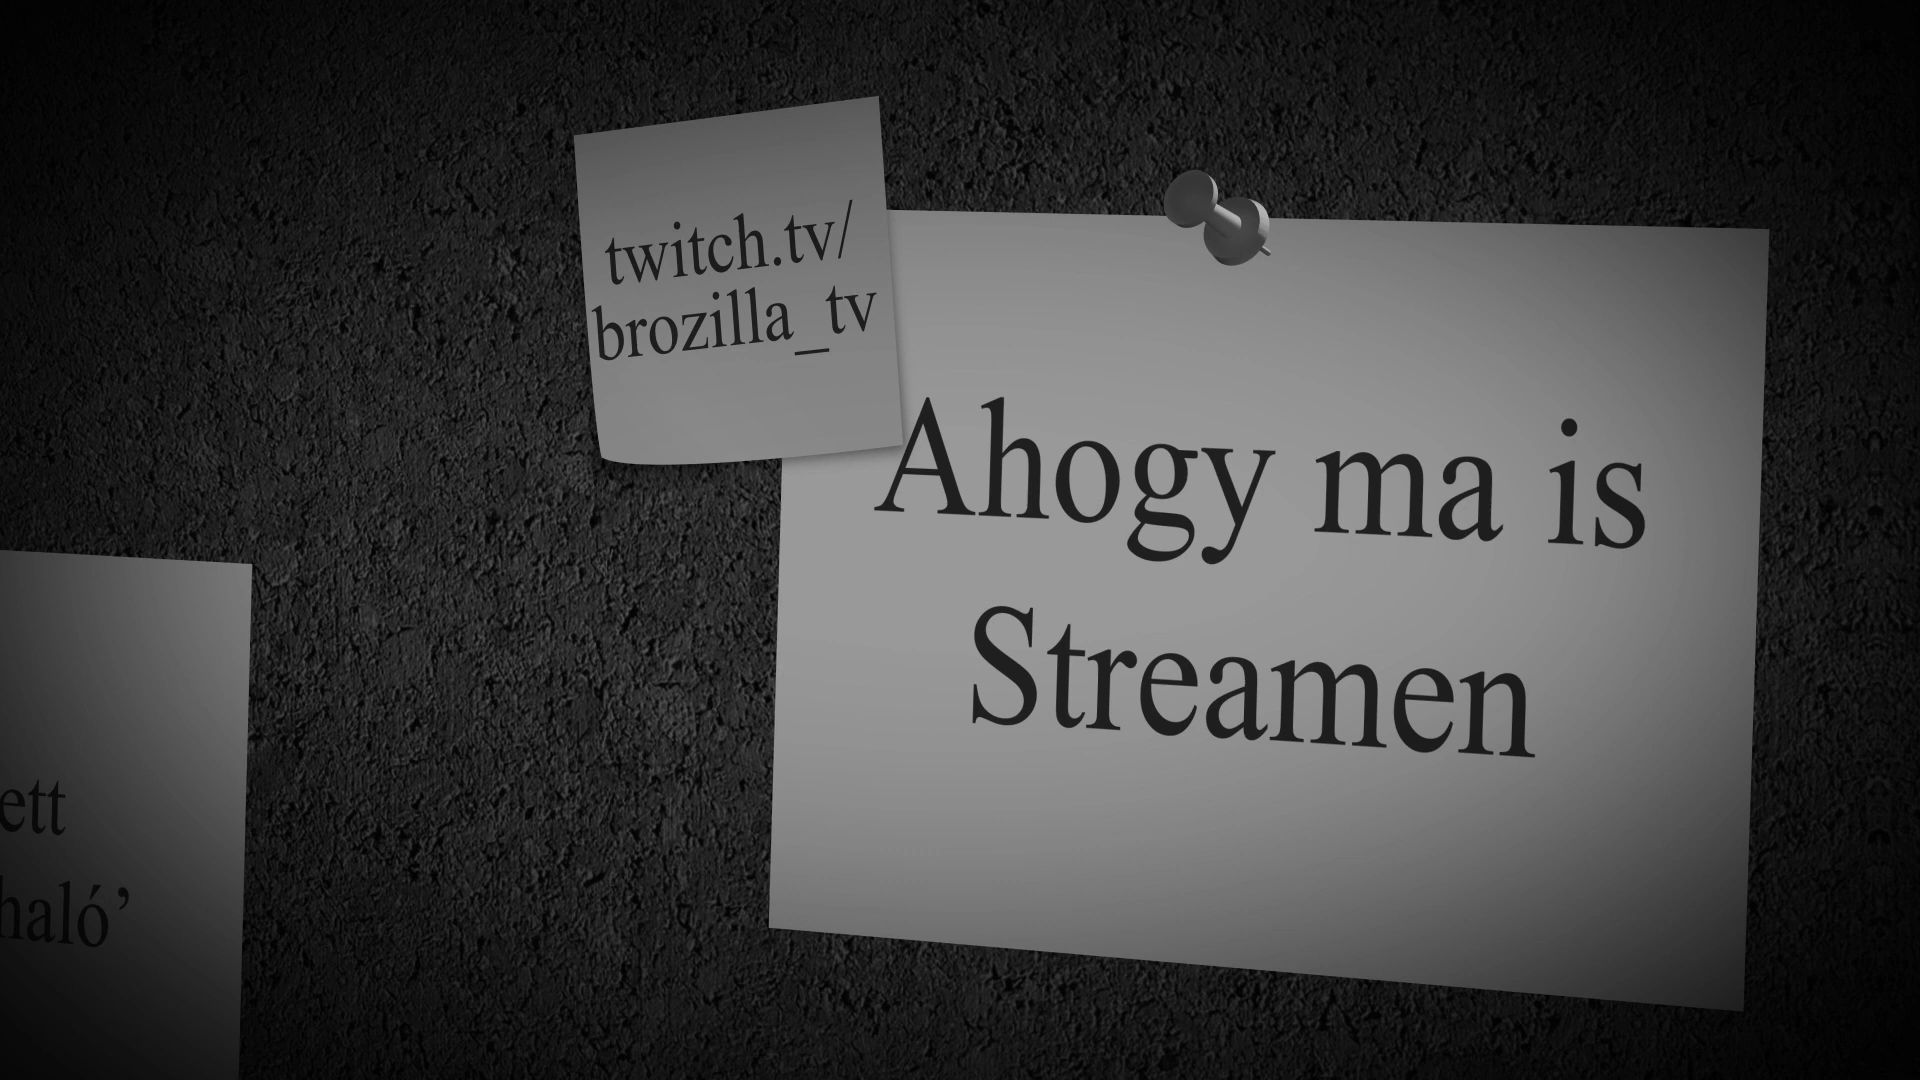 twitch.tv/
brozilla_tv
Ahogy ma is
Streamen
ett
haló’